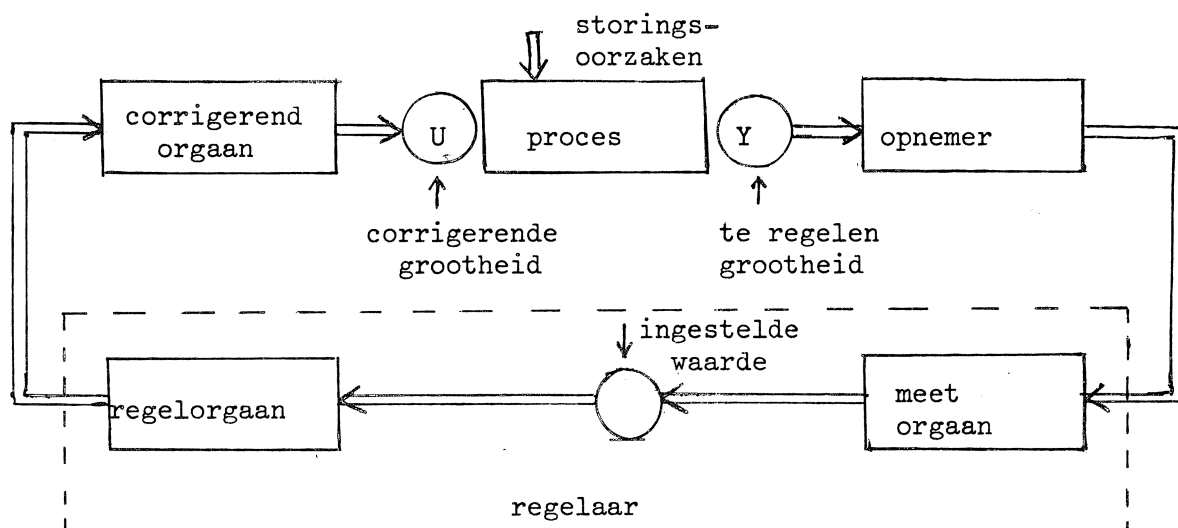 storings-
oorzaken
corrigerend
orgaan
U
proces
Y
opnemer
corrigerende
grootheid
te regelen
grootheid
ingestelde
waarde
regelorgaan
meet
orgaan
regelaar